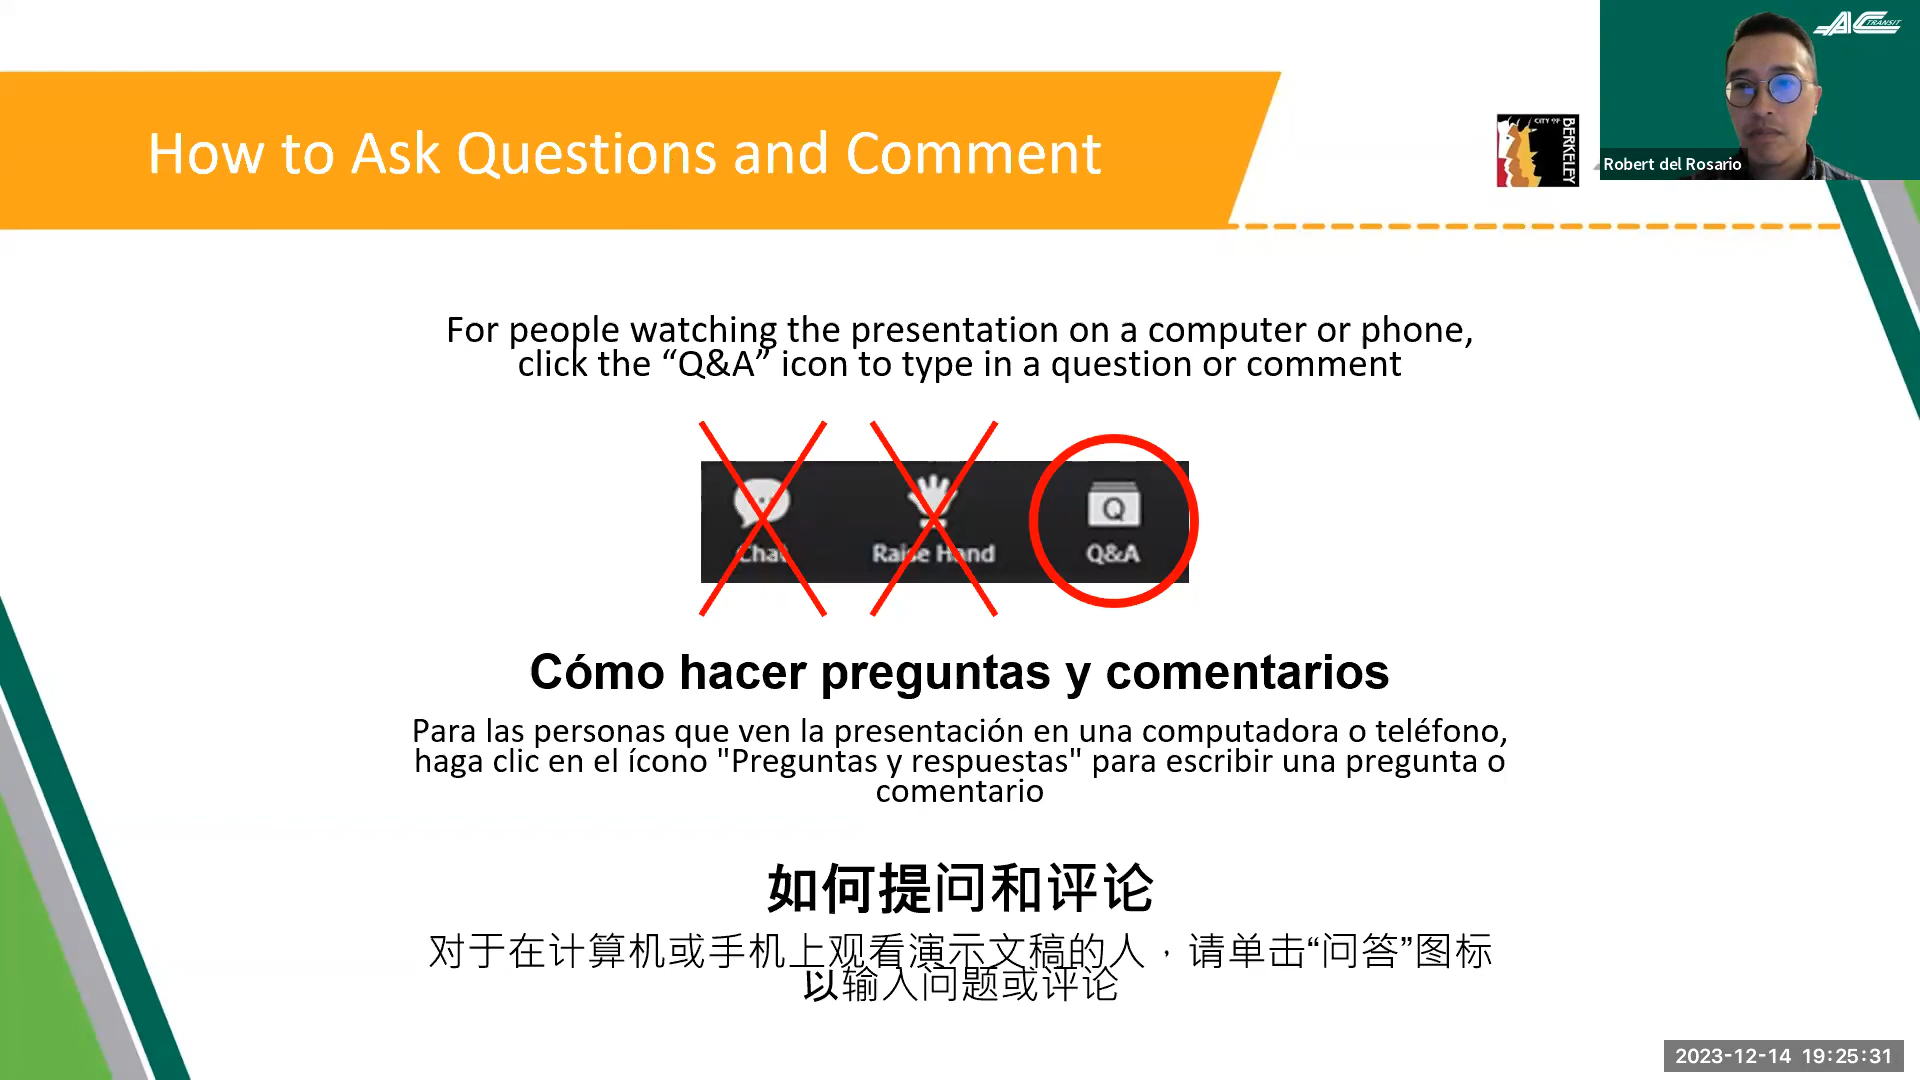 AC TRANSIT
How to Ask Questions and Comment
CITY OF BERKELEY
Robert del Rosario
For people watching the presentation on a computer or phone,
click the “Q&A” icon to type in a question or comment
Chat
Raise Hand
Q
Q&A
Cómo hacer preguntas y comentarios
Para las personas que ven la presentación en una computadora o teléfono,
haga clic en el ícono "Preguntas y respuestas" para escribir una pregunta o
comentario
如何提问和评论
对于在计算机或手机上观看演示文稿的人，请单击“问答”图标
以输入问题或评论
2023-12-14 19:25:31